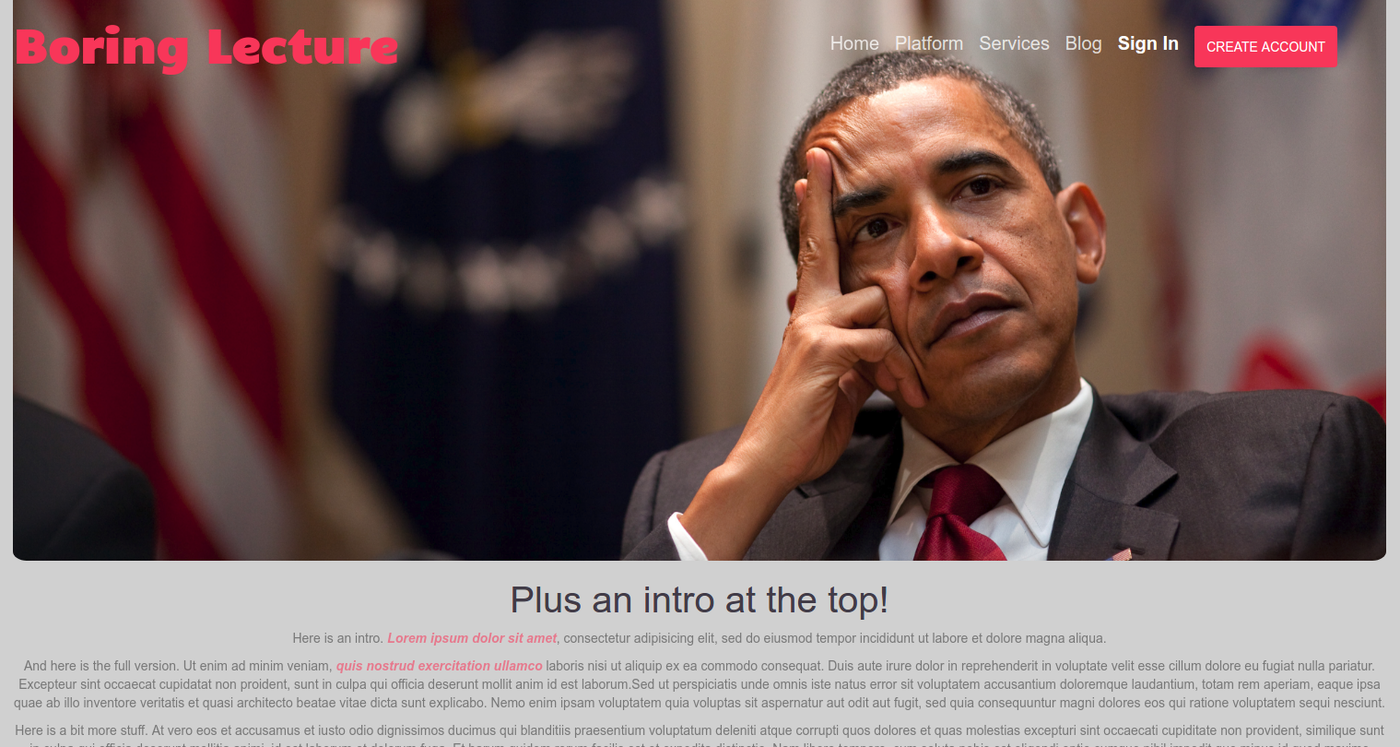 Boring Lecture
Home Platform Services Blog Sign In CREATE ACCOUNT
Plus an intro at the top!
Here is an intro. Lorem ipsum dolor sit amet, consectetur adipisicing elit, sed do eiusmod tempor incididunt ut labore et dolore magna aliqua.
And here is the full version. Ut enim ad minim veniam, quis nostrud exercitation ullamco laboris nisi ut aliquip ex ea commodo consequat. Duis aute irure dolor in reprehenderit in voluptate velit esse cillum dolore eu fugiat nulla pariatur.
Excepteur sint occaecat cupidatat non proident, sunt in culpa qui officia deserunt mollit anim id est laborum.Sed ut perspiciatis unde omnis iste natus error sit voluptatem accusantium doloremque laudantium, totam rem aperiam, eaque ipsa
quae ab illo inventore veritatis et quasi architecto beatae vitae dicta sunt explicabo. Nemo enim ipsam voluptatem quia voluptas sit aspernatur aut odit aut fugit, sed quia consequuntur magni dolores eos qui ratione voluptatem sequi nesciunt.
Here is a bit more stuff. At vero eos et accusamus et iusto odio dignissimos ducimus qui blanditiis praesentium voluptatum deleniti atque corrupti quos dolores et quas molestias excepturi sint occaecati cupiditate non provident, similique sunt